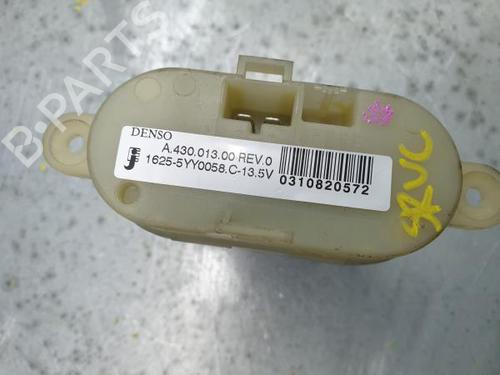 B-PARTS
DENSO
A.430.013.00-REV.0
1625-5YY0058.C-13.5V
0310820572